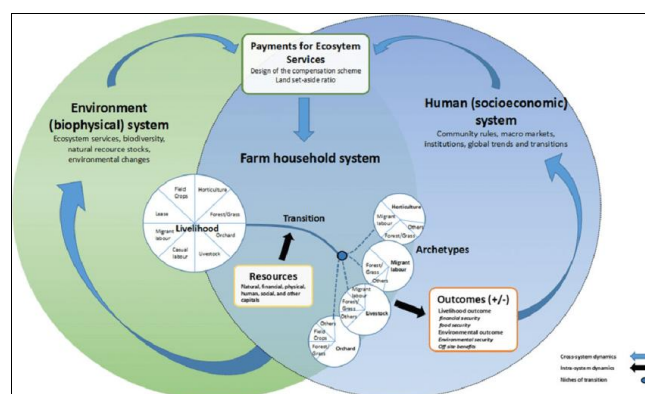 Payments for Ecosytem
Services
Design of the compensation scheme
Land set-aside ratio
Environment
(biophysical) system
Ecosystem services, biodiversity,
natural recource stocks,
environmental changes
Human (socioeconomic)
system
Community rules, macro markets,
Institutions, global trends and transitions
Farm household system
Field
Crops
Horticulture
Lease
Forest/Grass
Livelihood
Migrant
labour
Orchard
Casual
labour
Livestock
Transition
Resources
Natural, financial, physical,
human, social, and other
capitals
Horticulture
Migrant
labour
Others
Forest/Grass
Archetypes
Forest/
Grass
Migrant
labour
Others
Migrant
labour
Forest/
Grass
Livestock
Others
Others
Field
Crops
Forest/
Grass
Orchard
Outcomes (+/-)
Livelihood outcome
financial security
food security
Environmental outcome
Environmental security
Off site benefits
Cross-system dynamics
Intra-system dynamics
Niches of transition